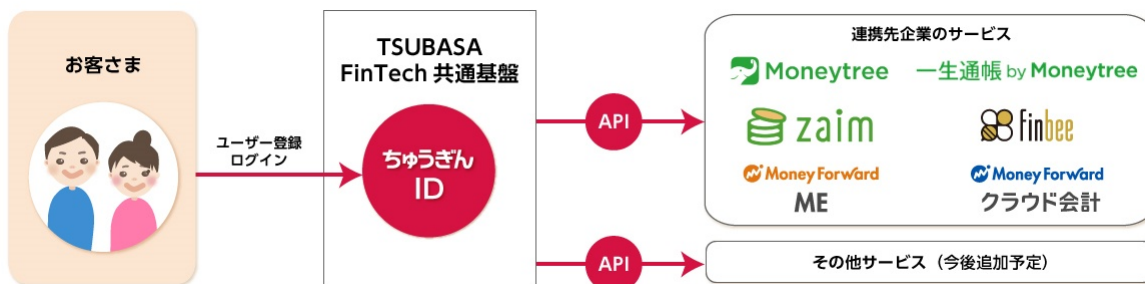 お客さま
ユーザー登録
ログイン
TSUBASA
FinTech 共通基盤
ちゅうぎん
ID
API
API
連携先企業のサービス
Moneytree
一生通帳 by Moneytree
zaim
finbee
Money Forward
ME
Money Forward
クラウド会計
その他サービス（今後追加予定）